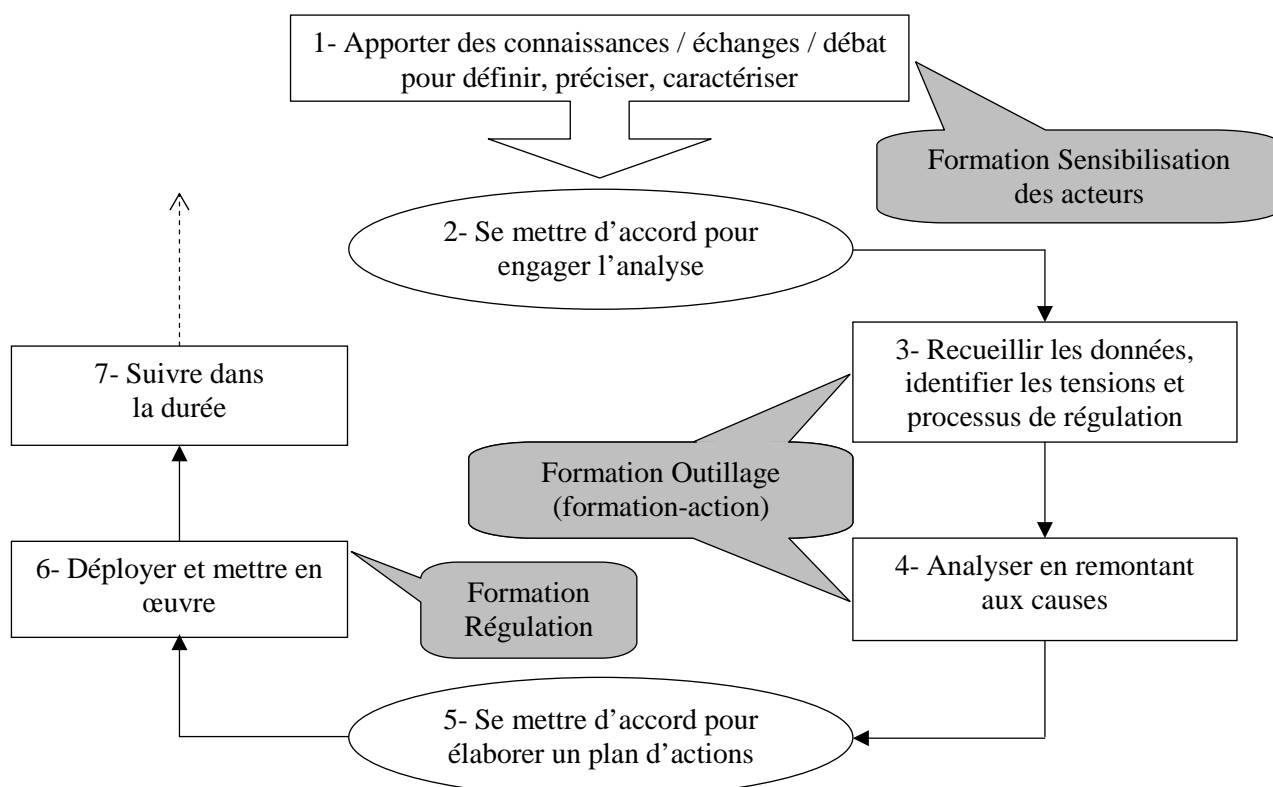 1- Apporter des connaissances / échanges / débat
pour définir, préciser, caractériser
Formation Sensibilisation
des acteurs
2- Se mettre d'accord pour
engager l'analyse
3- Recueillir les données,
identifier les tensions et
processus de régulation
7- Suivre dans
la durée
Formation Outillage
(formation-action)
4- Analyser en remontant
aux causes
6- Déployer et mettre en
œuvre
Formation
Régulation
5- Se mettre d'accord pour
élaborer un plan d'actions